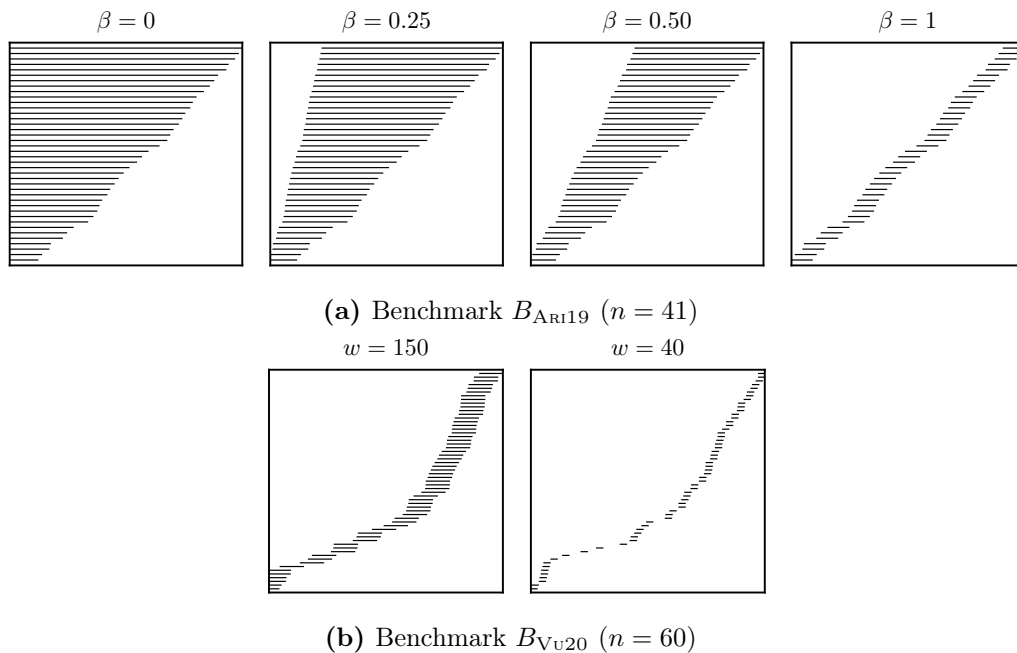 β = 0 β = 0.25 β = 0.50 β = 1
(a) Benchmark B_ARI19 (n = 41)
w = 150 w = 40
(b) Benchmark B_VU20 (n = 60)